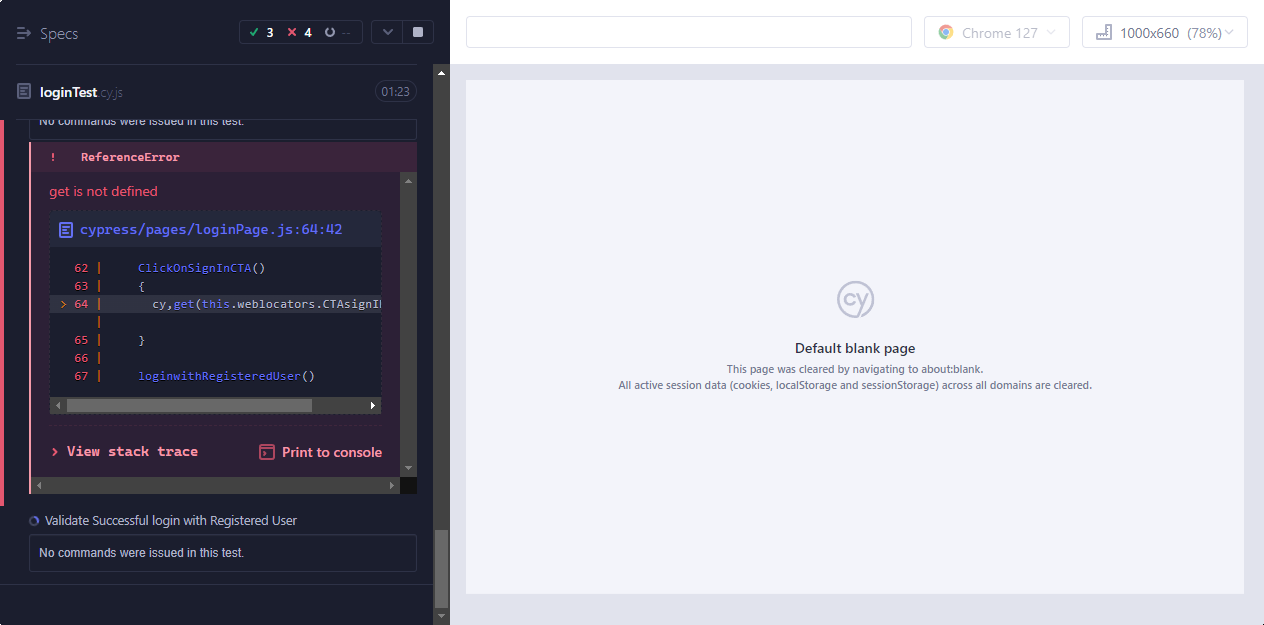 Specs
3 4 --
Chrome 127
1000x660 (78%)
loginTest.cy.js
01:23
No commands were issued in this test.
! ReferenceError
get is not defined
cypress/pages/loginPage.js:64:42
62 | ClickOnSignInCTA()
63 | {
> 64 | cy,get(this.weblocators.CTAsignI
|
65 | }
66 |
67 | loginwithRegisteredUser()
> View stack trace
Print to console
Validate Successful login with Registered User
No commands were issued in this test.
cy
Default blank page
This page was cleared by navigating to about:blank.
All active session data (cookies, localStorage and sessionStorage) across all domains are cleared.